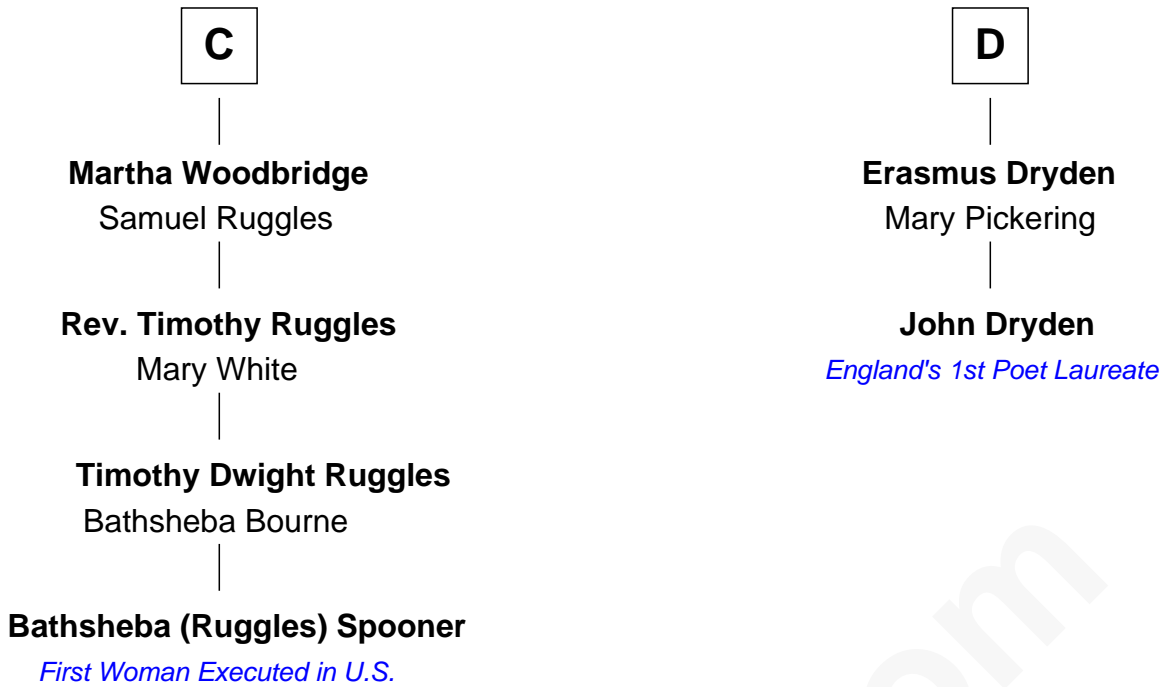 C
Martha Woodbridge
Samuel Ruggles
Rev. Timothy Ruggles
Mary White
Timothy Dwight Ruggles
Bathsheba Bourne
Bathsheba (Ruggles) Spooner
First Woman Executed in U.S.
D
Erasmus Dryden
Mary Pickering
John Dryden
England's 1st Poet Laureate
om